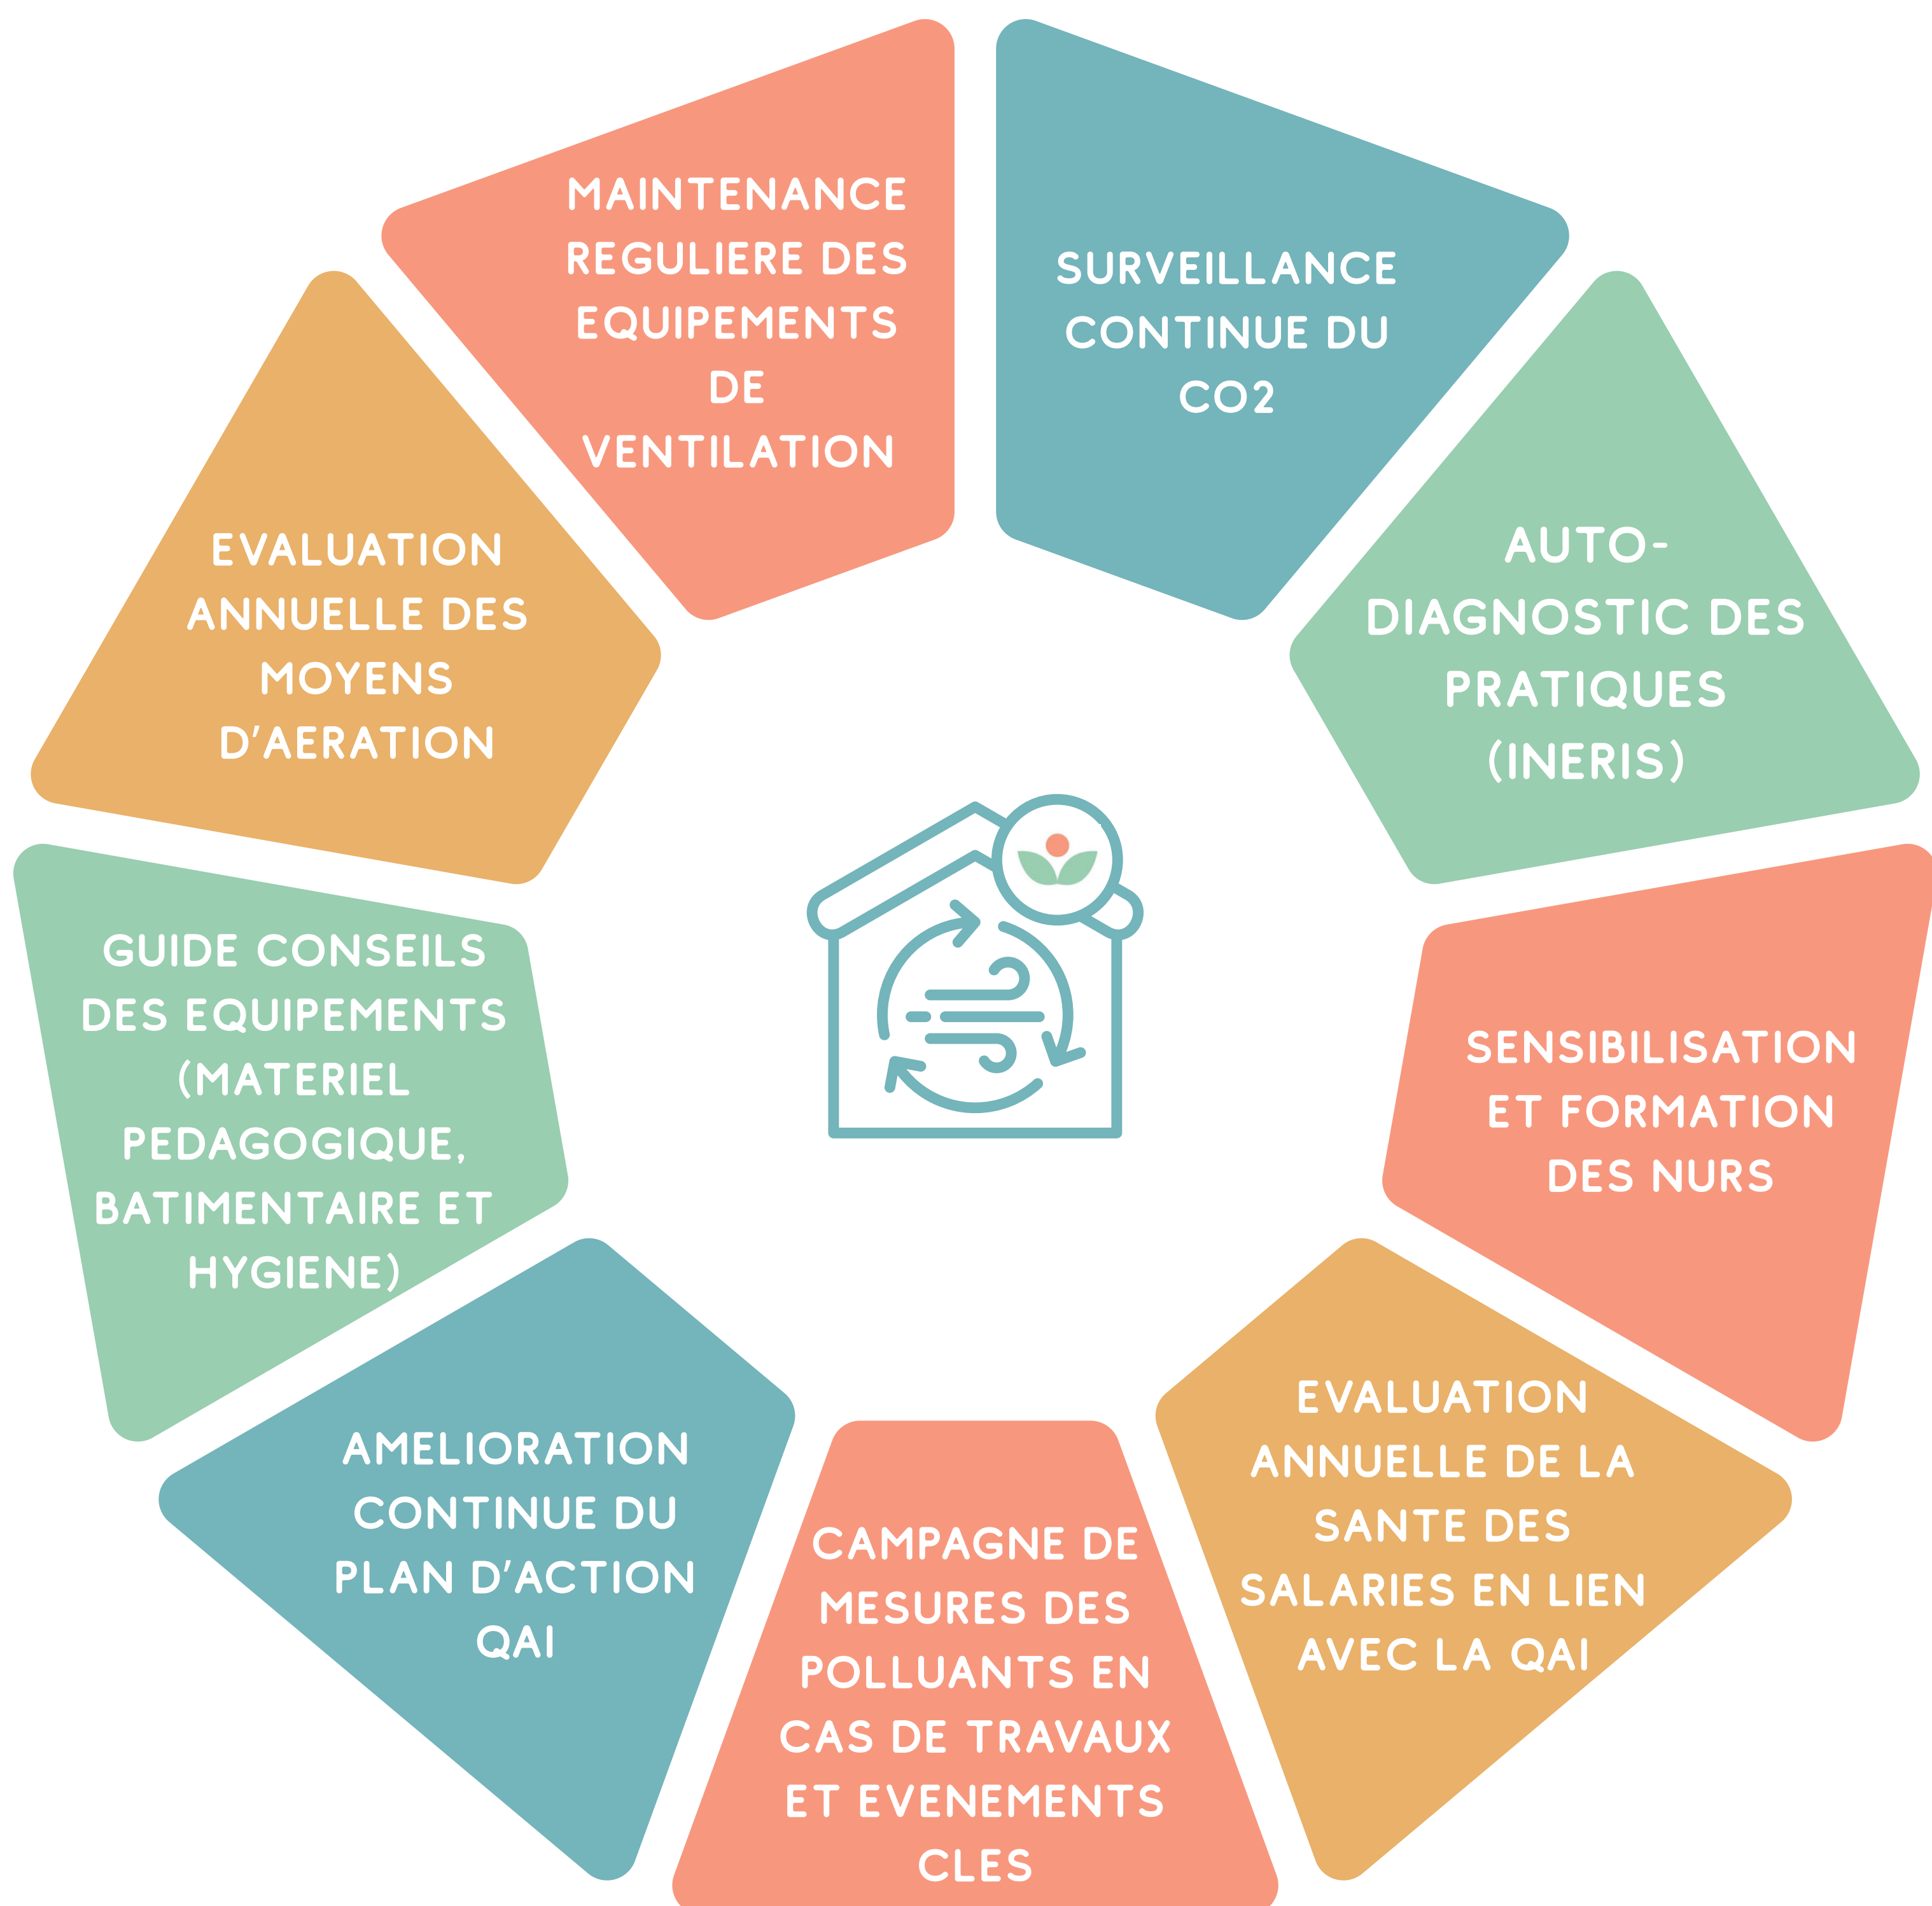 MAINTENANCE
REGULIERE DES
EQUIPEMENTS
DE
VENTILATION
SURVEILLANCE
CONTINUE DU
CO2
AUTO-
DIAGNOSTIC DES
PRATIQUES
(INERIS)
SENSIBILISATION
ET FORMATION
DES NURS
EVALUATION
ANNUELLE DE LA
SANTE DES
SALARIES EN LIEN
AVEC LA QAI
CAMPAGNE DE
MESURES DES
POLLUANTS EN
CAS DE TRAVAUX
ET EVENEMENTS
CLES
AMELIORATION
CONTINUE DU
PLAN D'ACTION
QAI
GUIDE CONSEILS
DES EQUIPEMENTS
(MATERIEL
PEDAGOGIQUE,
BATIMENTAIRE ET
HYGIENE)
EVALUATION
ANNUELLE DES
MOYENS
D'AERATION